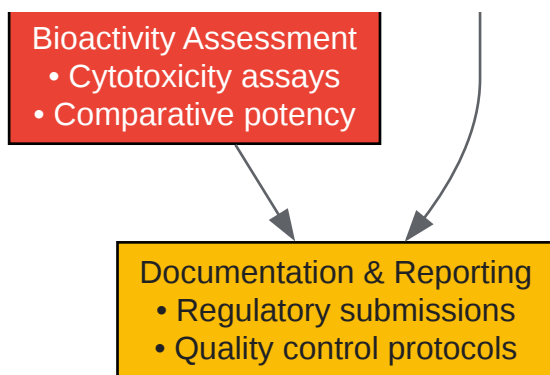 Bioactivity Assessment
• Cytotoxicity assays
• Comparative potency
Documentation & Reporting
• Regulatory submissions
• Quality control protocols